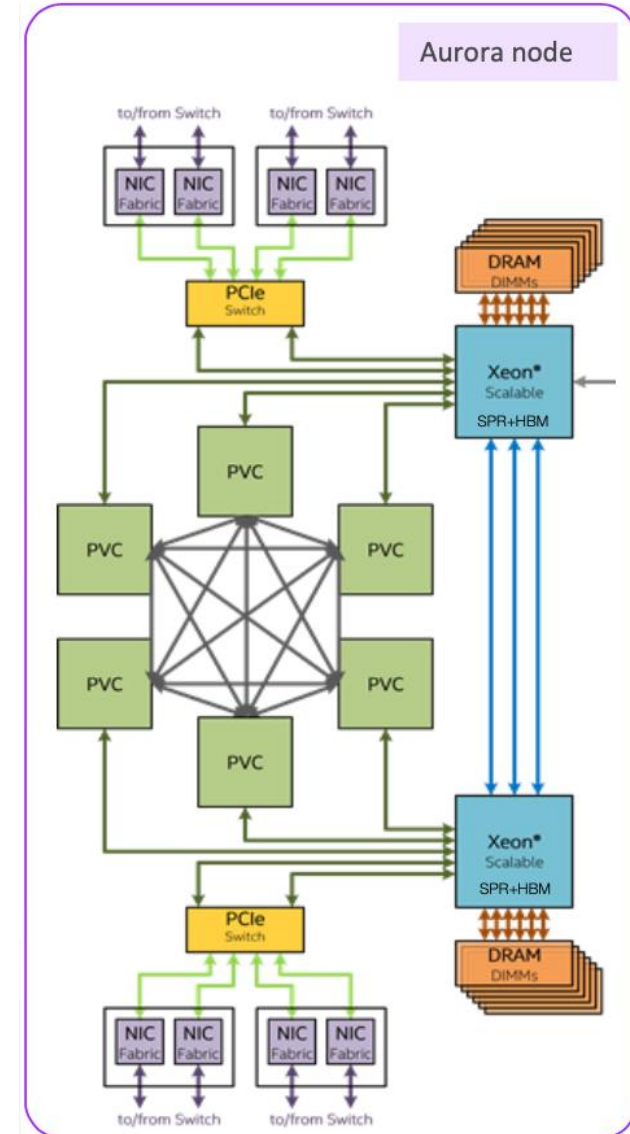 Aurora node
to/from Switch
to/from Switch
NIC
Fabric
NIC
Fabric
NIC
Fabric
NIC
Fabric
DRAM
DIMMs
PCIe
Switch
Xeon*
Scalable
SPR+HBM
PVC
PVC
PVC
PVC
PVC
PVC
Xeon*
Scalable
SPR+HBM
PCIe
Switch
DRAM
DIMMs
NIC
Fabric
NIC
Fabric
NIC
Fabric
NIC
Fabric
to/from Switch
to/from Switch